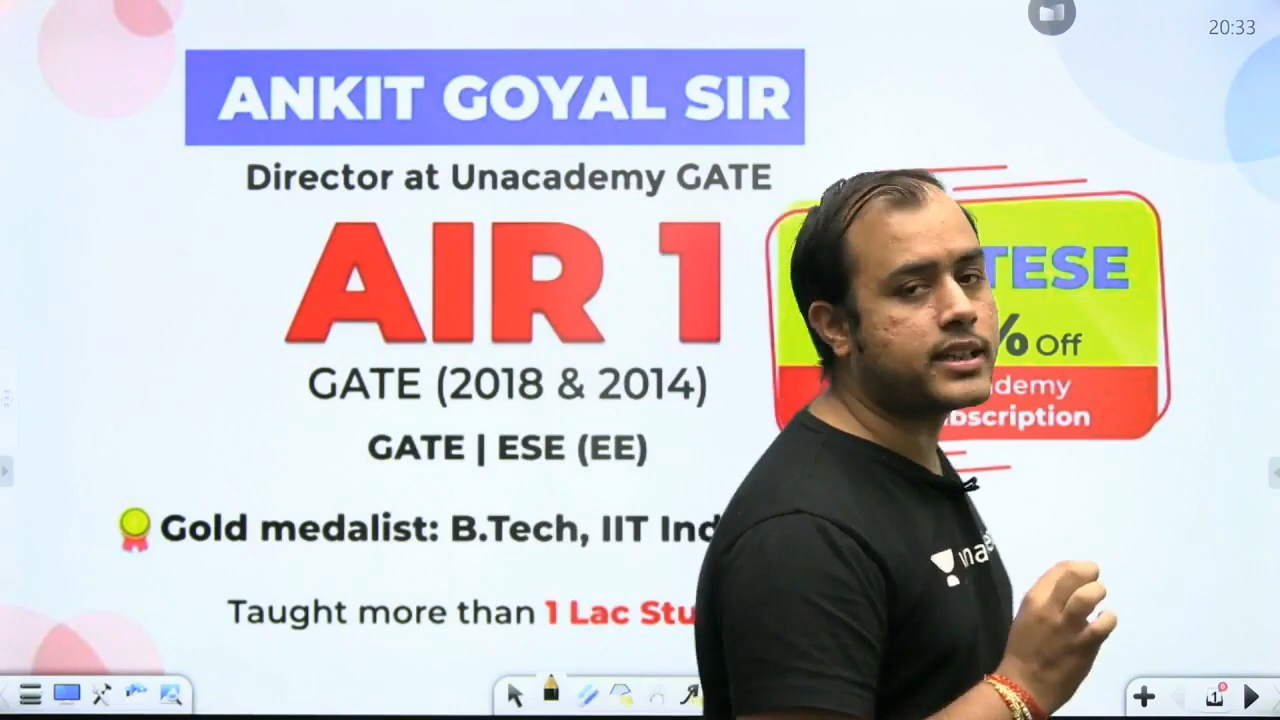 20:33
ANKIT GOYAL SIR
Director at Unacademy GATE
AIR 1
GATE (2018 & 2014)
GATE | ESE (EE)
Gold medalist: B.Tech, IIT
Taught more than 1 Lac
% Off